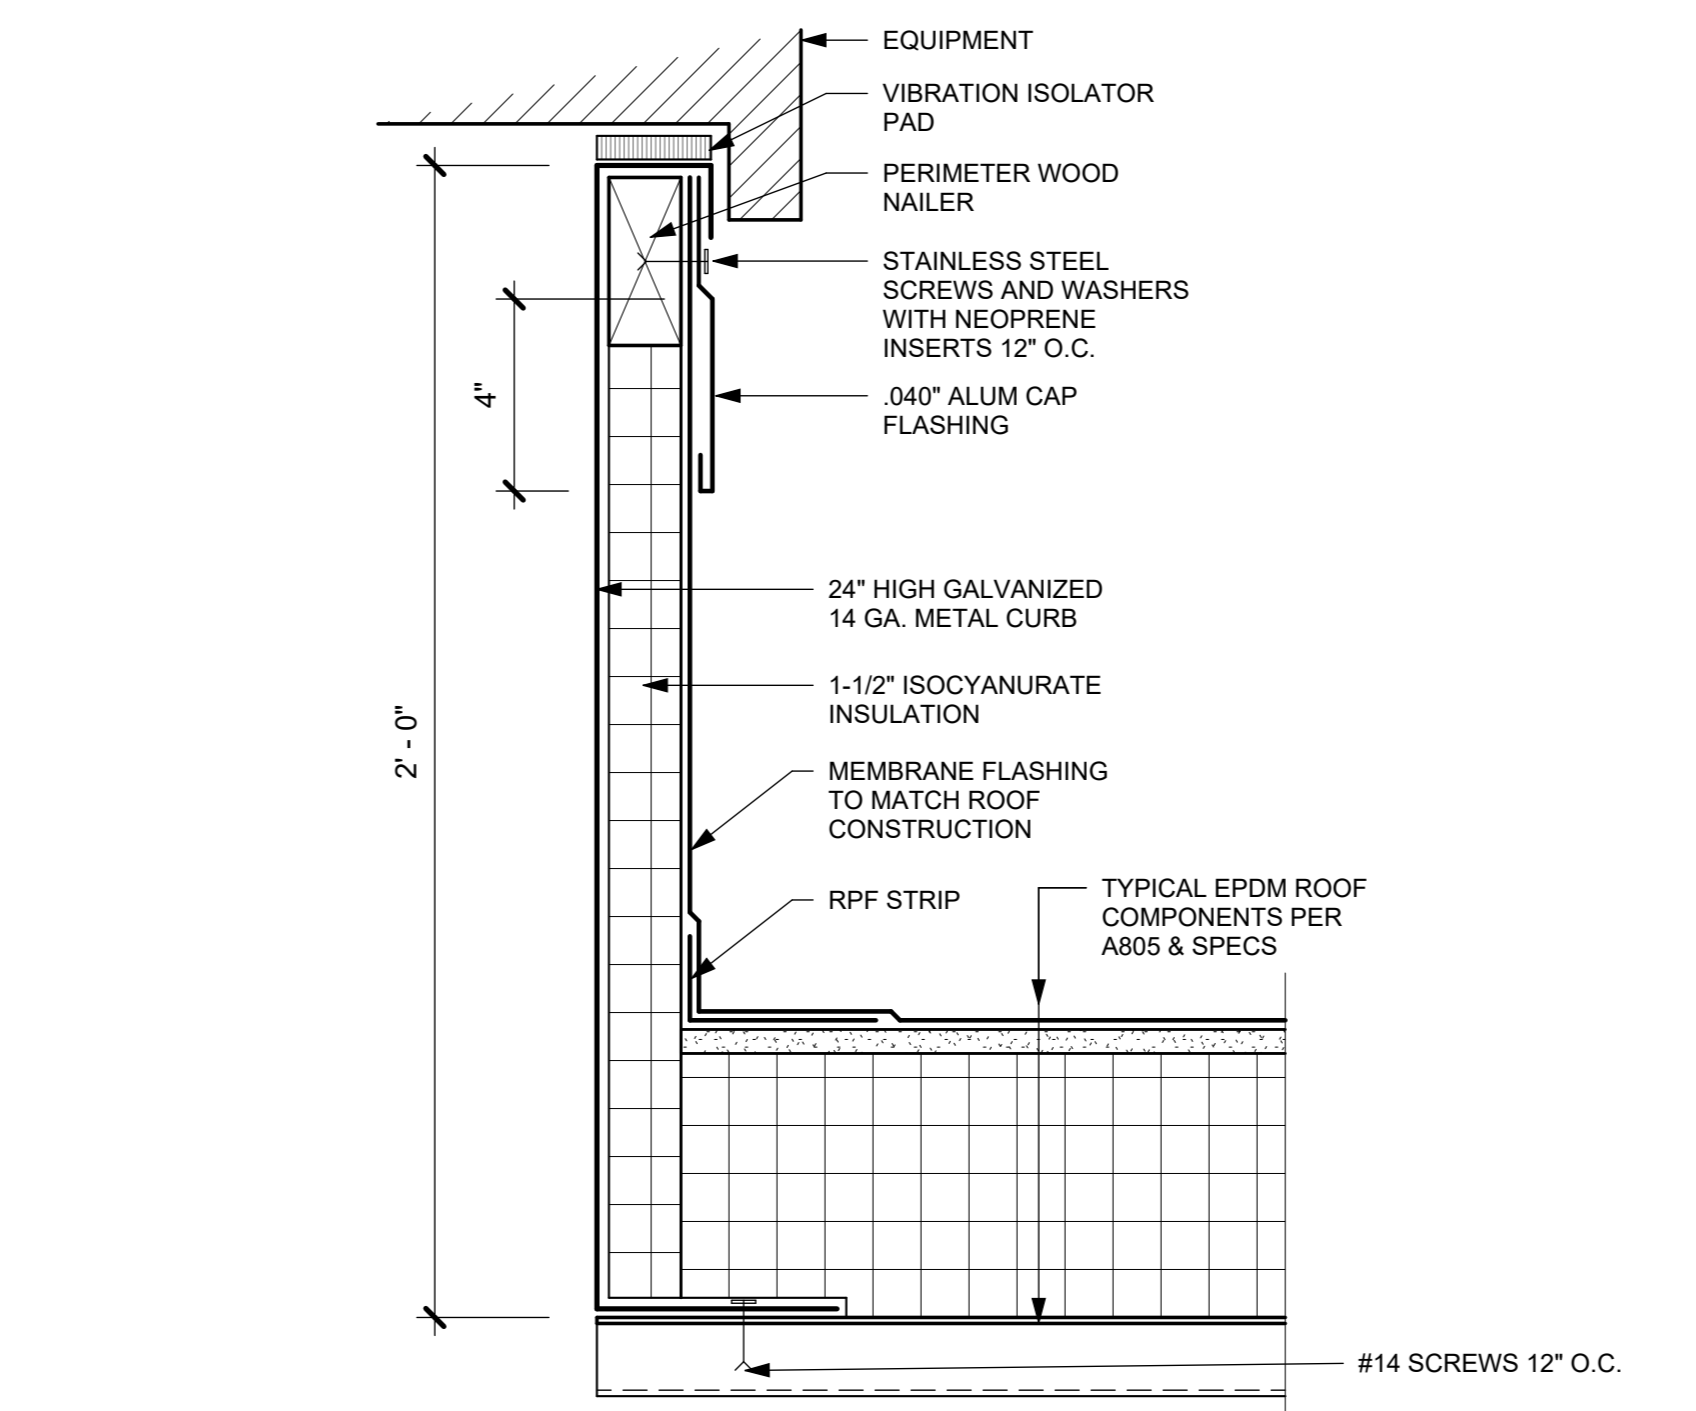 EQUIPMENT
VIBRATION ISOLATOR
PAD
PERIMETER WOOD
NAILER
STAINLESS STEEL
SCREWS AND WASHERS
WITH NEOPRENE
INSERTS 12" O.C.
.040" ALUM CAP
FLASHING
4"
24" HIGH GALVANIZED
14 GA. METAL CURB
1-1/2" ISOCYANURATE
INSULATION
2' - 0"
MEMBRANE FLASHING
TO MATCH ROOF
CONSTRUCTION
RPF STRIP
TYPICAL EPDM ROOF
COMPONENTS PER
A805 & SPECS
#14 SCREWS 12" O.C.